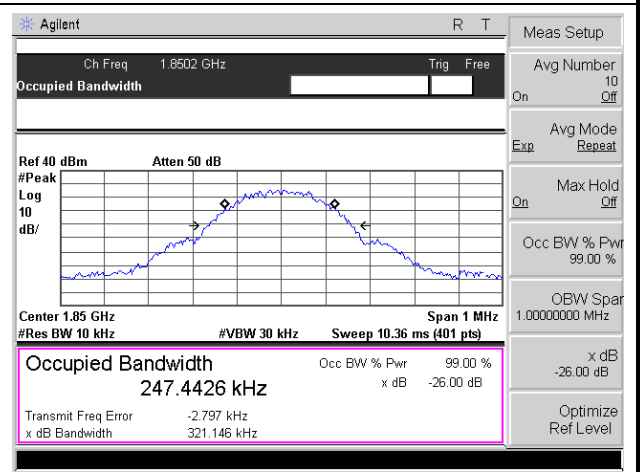 Agilent R T
Ch Freq 1.8502 GHz Trig Free
Occupied Bandwidth
Ref 40 dBm Atten 50 dB
#Peak
Log
10
dB/
Center 1.85 GHz Span 1 MHz
#Res BW 10 kHz #VBW 30 kHz Sweep 10.36 ms (401 pts)
Occupied Bandwidth Occ BW % Pwr 99.00 %
247.4426 kHz x dB -26.00 dB
Transmit Freq Error -2.797 kHz
x dB Bandwidth 321.146 kHz
Meas Setup
Avg Number
10
On Off
Avg Mode
Exp Repeat
Max Hold
On Off
Occ BW % Pwr
99.00 %
OBW Span
1.00000000 MHz
x dB
-26.00 dB
Optimize
Ref Level